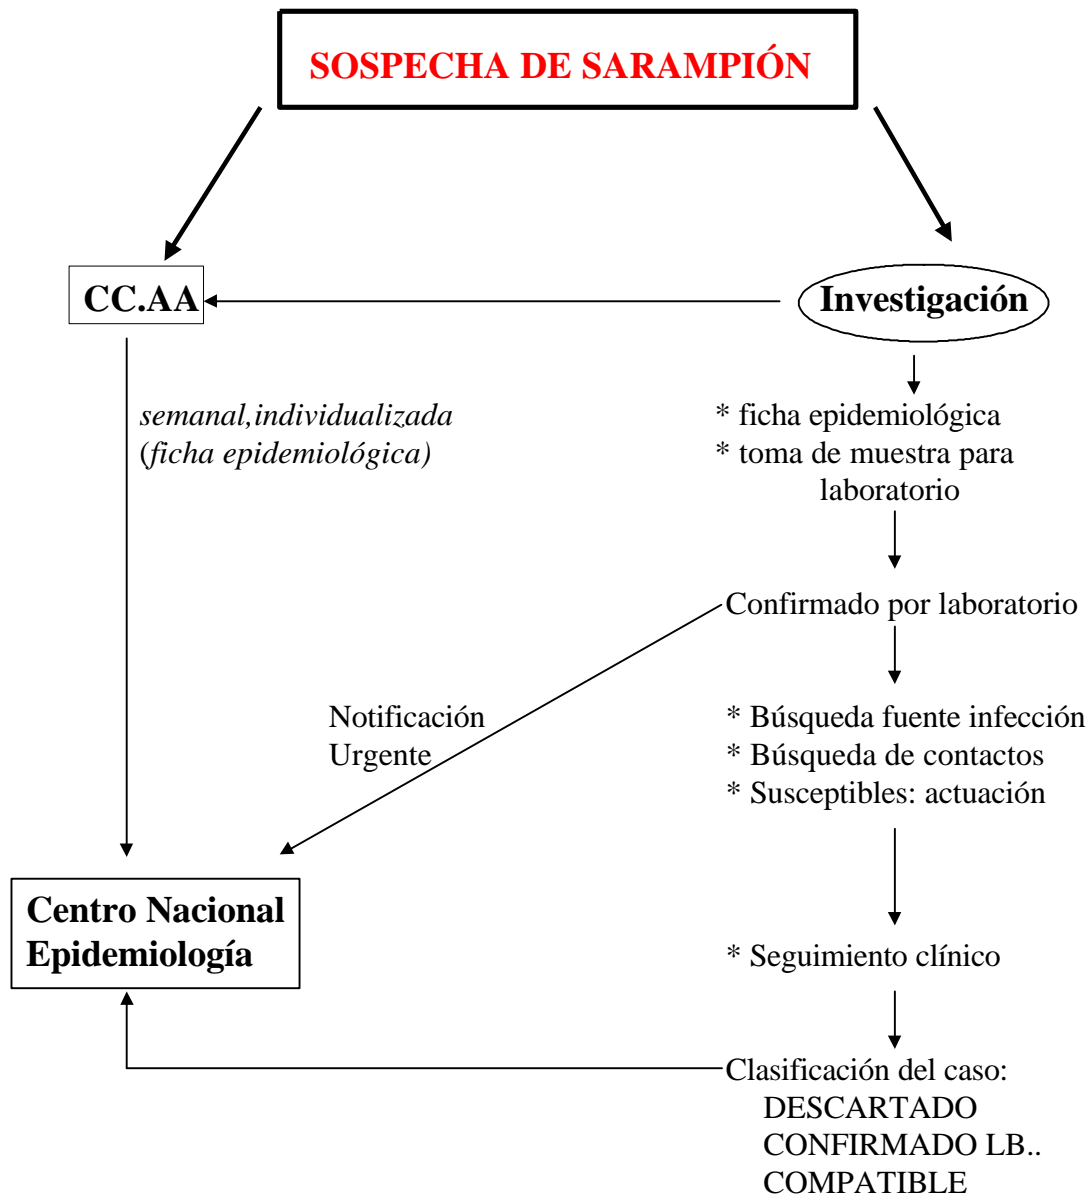 SOSPECHA DE SARAMPIÓN
CC.AA
Investigación
semanal,individualizada
(ficha epidemiológica)
* ficha epidemiológica
* toma de muestra para
laboratorio
Confirmado por laboratorio
Notificación
Urgente
* Búsqueda fuente infección
* Búsqueda de contactos
* Susceptibles: actuación
Centro Nacional
Epidemiología
* Seguimiento clínico
Clasificación del caso:
DESCARTADO
CONFIRMADO LB..
COMPATIBLE